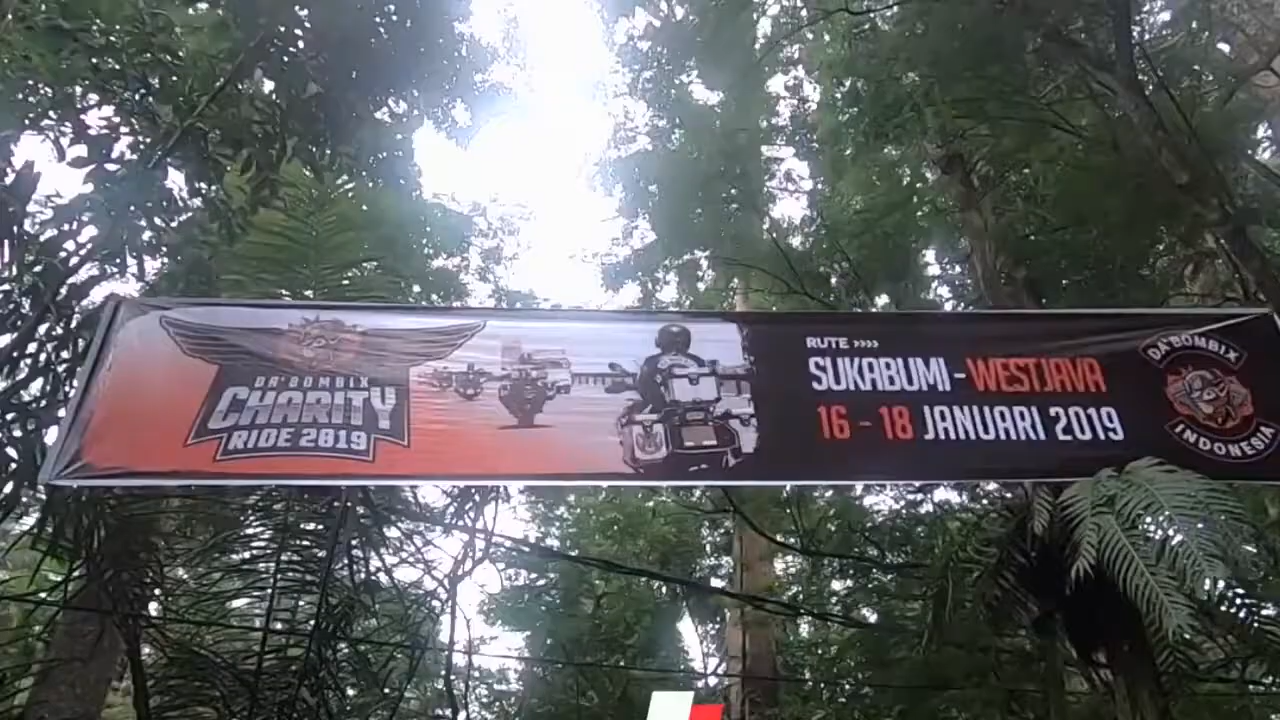 DA'BOMBIX
CHARITY
RIDE 2019
RUTE >>>>
SUKABUMI - WESTJAVA
16 - 18 JANUARI 2019
DA'BOMBIX
INDONESIA